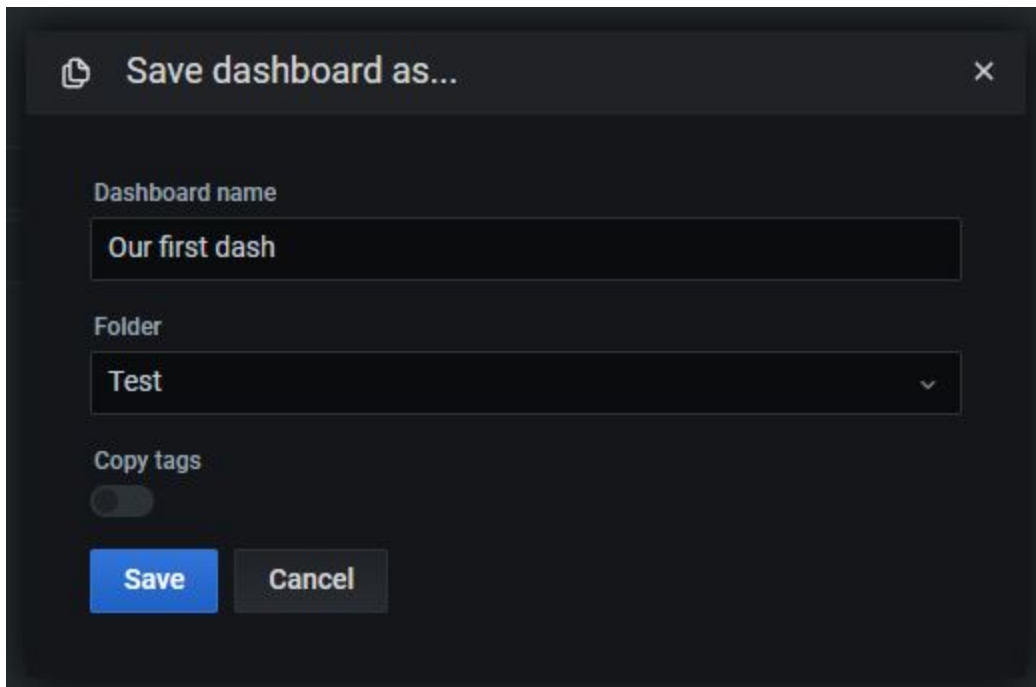 Save dashboard as...
Dashboard name
Our first dash
Folder
Test
Copy tags
Save
Cancel